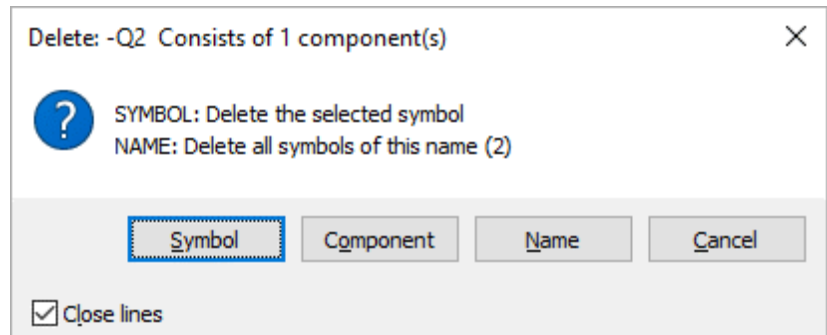 Delete: -Q2 Consists of 1 component(s)
SYMBOL: Delete the selected symbol
NAME: Delete all symbols of this name (2)
Symbol
Component
Name
Cancel
Close lines